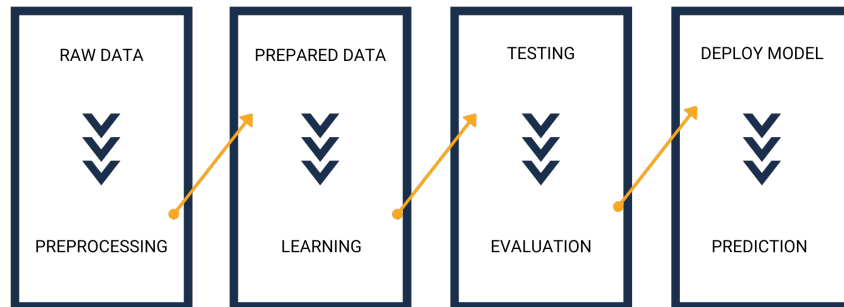 RAW DATA
PREPROCESSING
PREPARED DATA
LEARNING
TESTING
EVALUATION
DEPLOY MODEL
PREDICTION